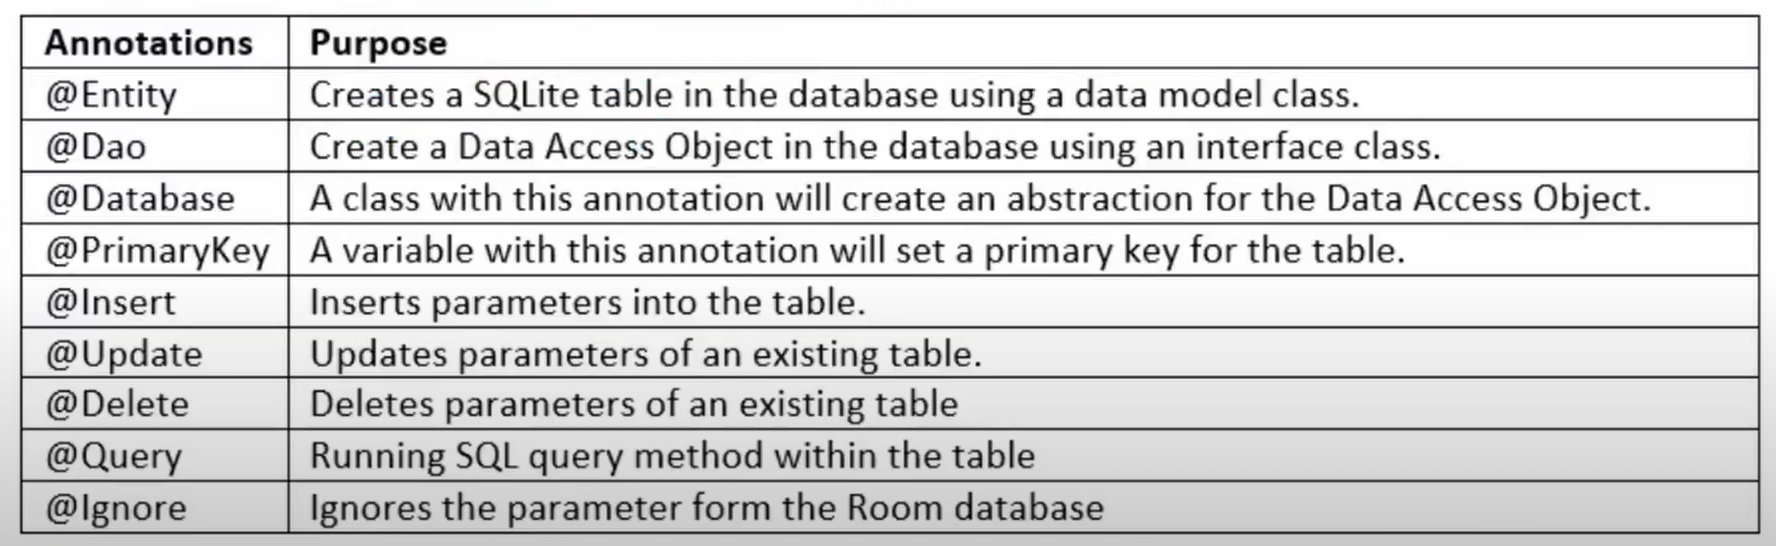 Annotations Purpose
@Entity Creates a SQLite table in the database using a data model class.
@Dao Create a Data Access Object in the database using an interface class.
@Database A class with this annotation will create an abstraction for the Data Access Object.
@PrimaryKey A variable with this annotation will set a primary key for the table.
@Insert Inserts parameters into the table.
@Update Updates parameters of an existing table.
@Delete Deletes parameters of an existing table
@Query Running SQL query method within the table
@Ignore Ignores the parameter form the Room database